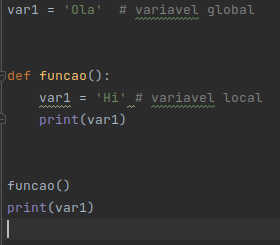 var1 = 'Ola'  # variavel global
def funcao():
    var1 = 'Hi' # variavel local
    print(var1)
funcao()
print(var1)